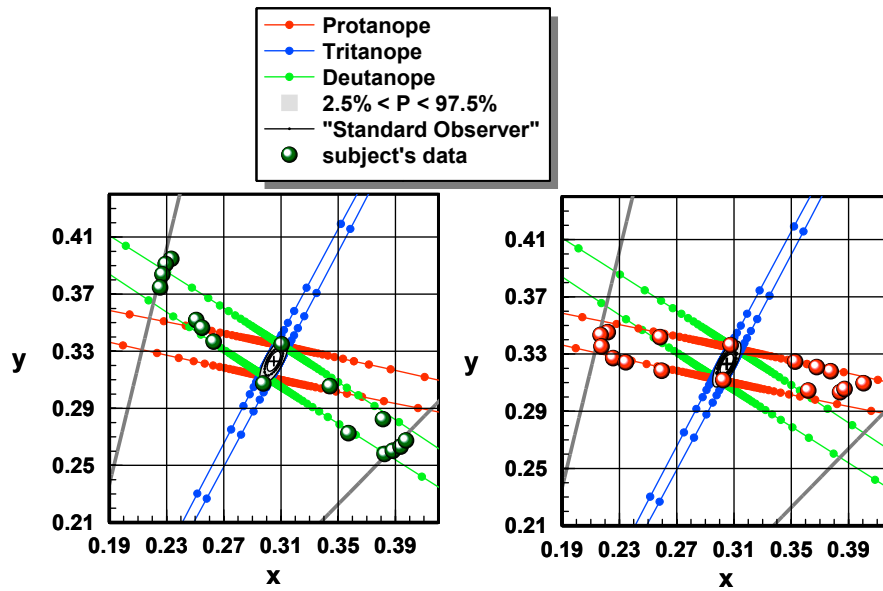 Protanope
Tritanope
Deutanope
2.5% < P < 97.5%
"Standard Observer"
subject's data
0.41
0.37
0.33
0.29
0.25
0.21
y
0.19 0.23 0.27 0.31 0.35 0.39
x
0.41
0.37
0.33
0.29
0.25
0.21
y
0.19 0.23 0.27 0.31 0.35 0.39
x